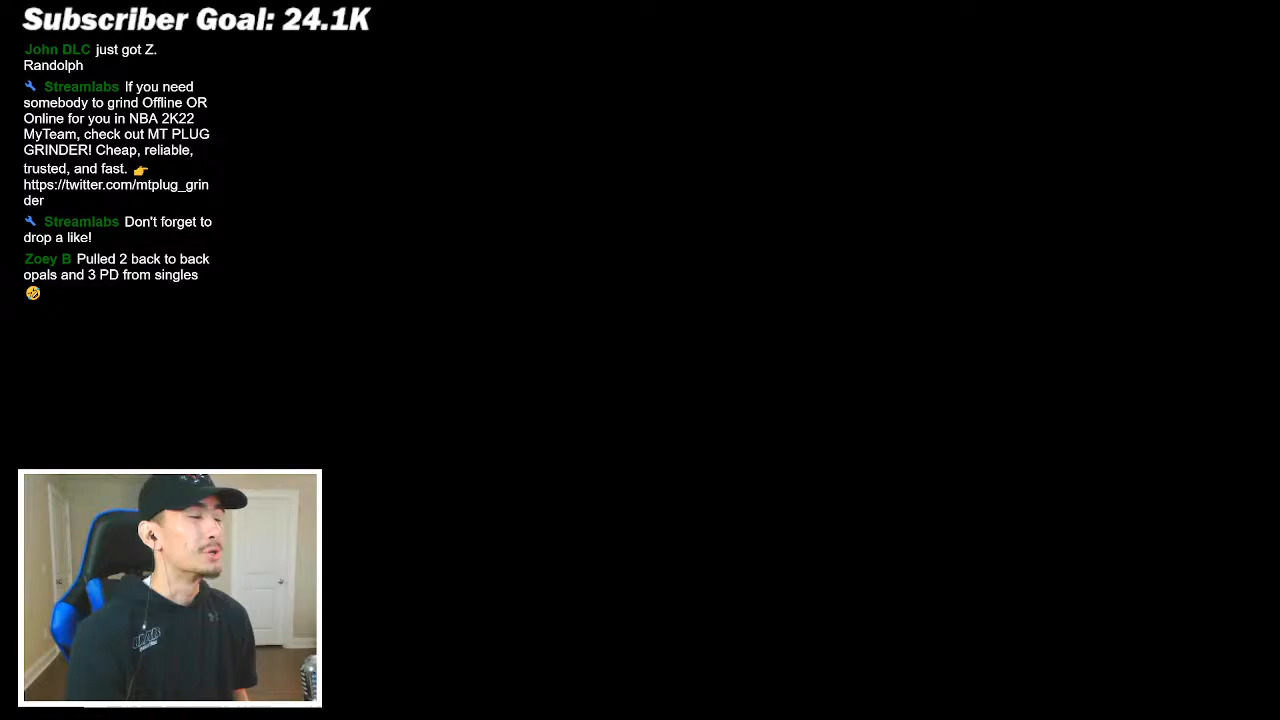 Subscriber Goal: 24.1K
John DLC just got Z.
Randolph
Streamlabs If you need
somebody to grind Offline OR
Online for you in NBA 2K22
MyTeam, check out MT PLUG
GRINDER! Cheap, reliable,
trusted, and fast. 👉
https://twitter.com/mtplug_grin
der
Streamlabs Don't forget to
drop a like!
Zoey B Pulled 2 back to back
opals and 3 PD from singles
🤣